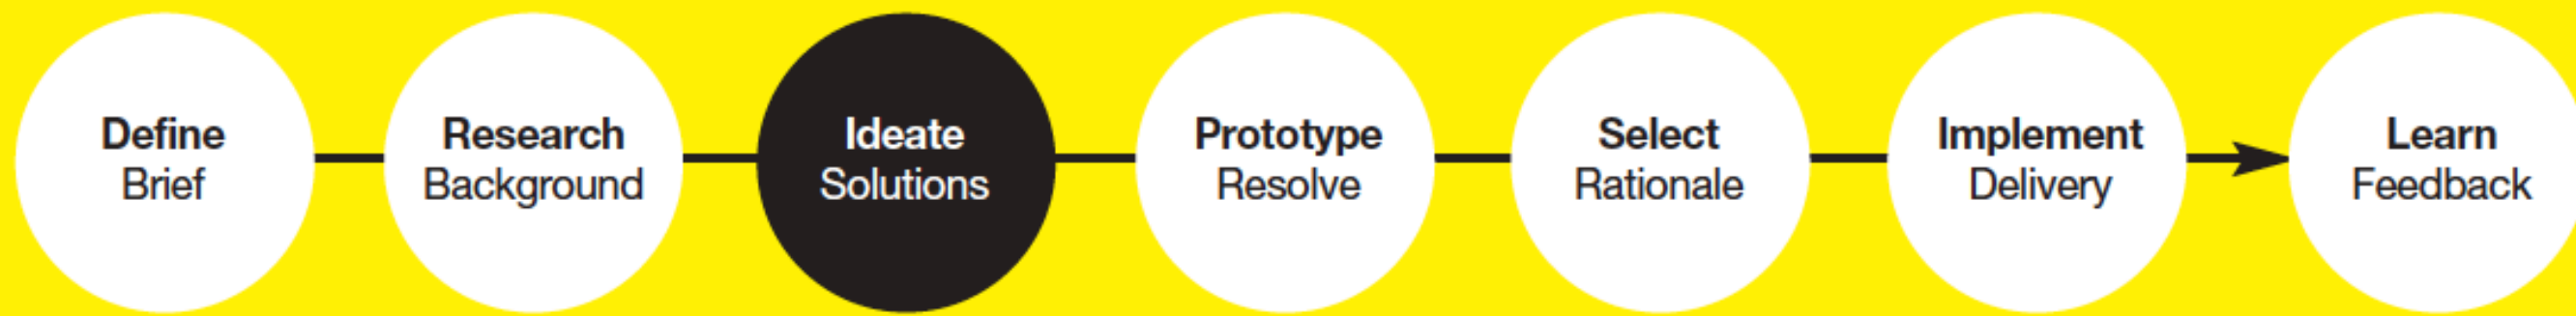 Define
Brief
Research
Background
Ideate
Solutions
Prototype
Resolve
Select
Rationale
Implement
Delivery
Learn
Feedback